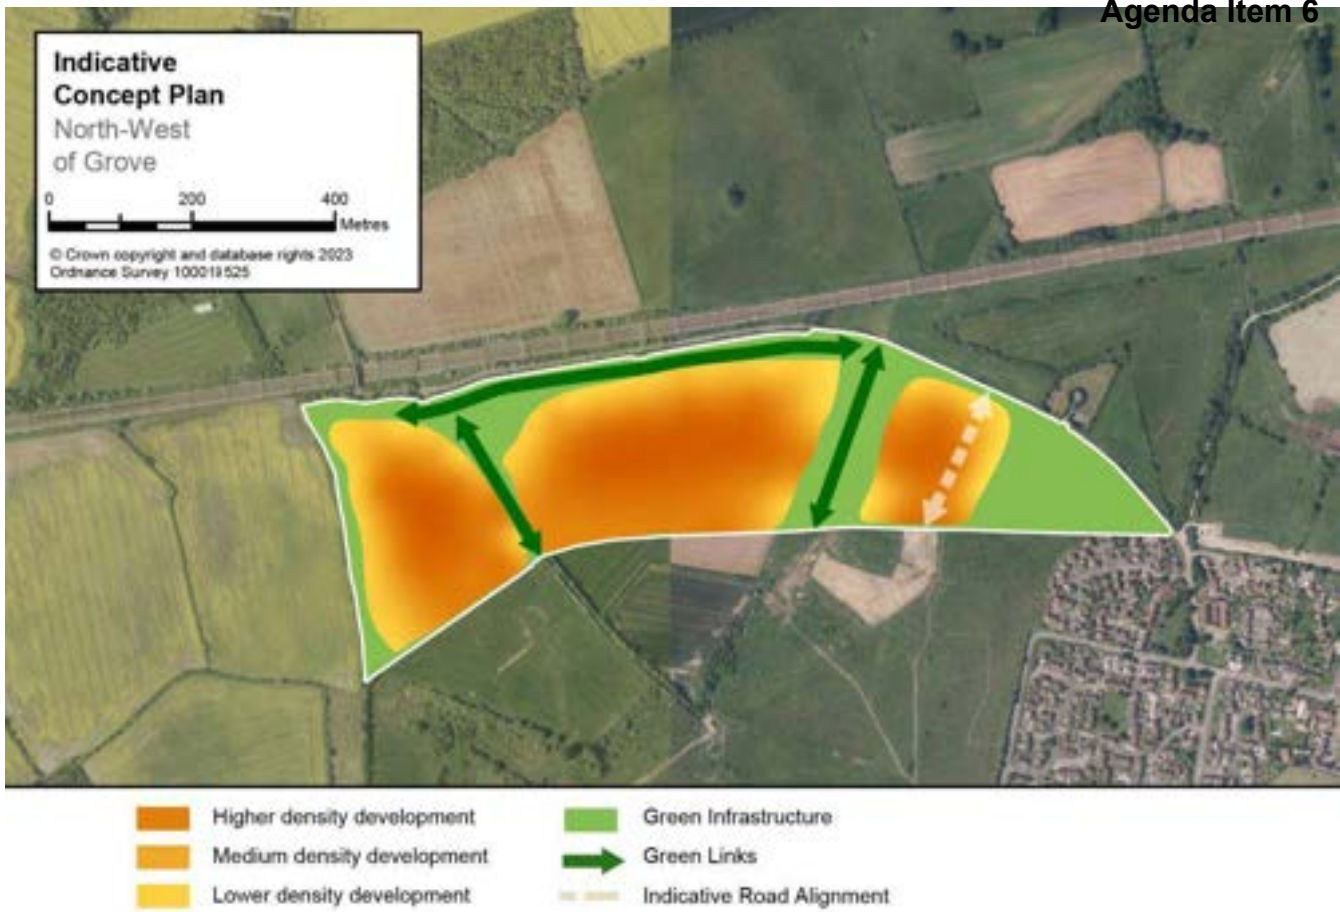 Agenda Item 6
Indicative
Concept Plan
North-West
of Grove
0 200 400
Metres
© Crown copyright and database rights 2023
Ordnance Survey 100019525
Higher density development
Medium density development
Lower density development
Green Infrastructure
Green Links
Indicative Road Alignment